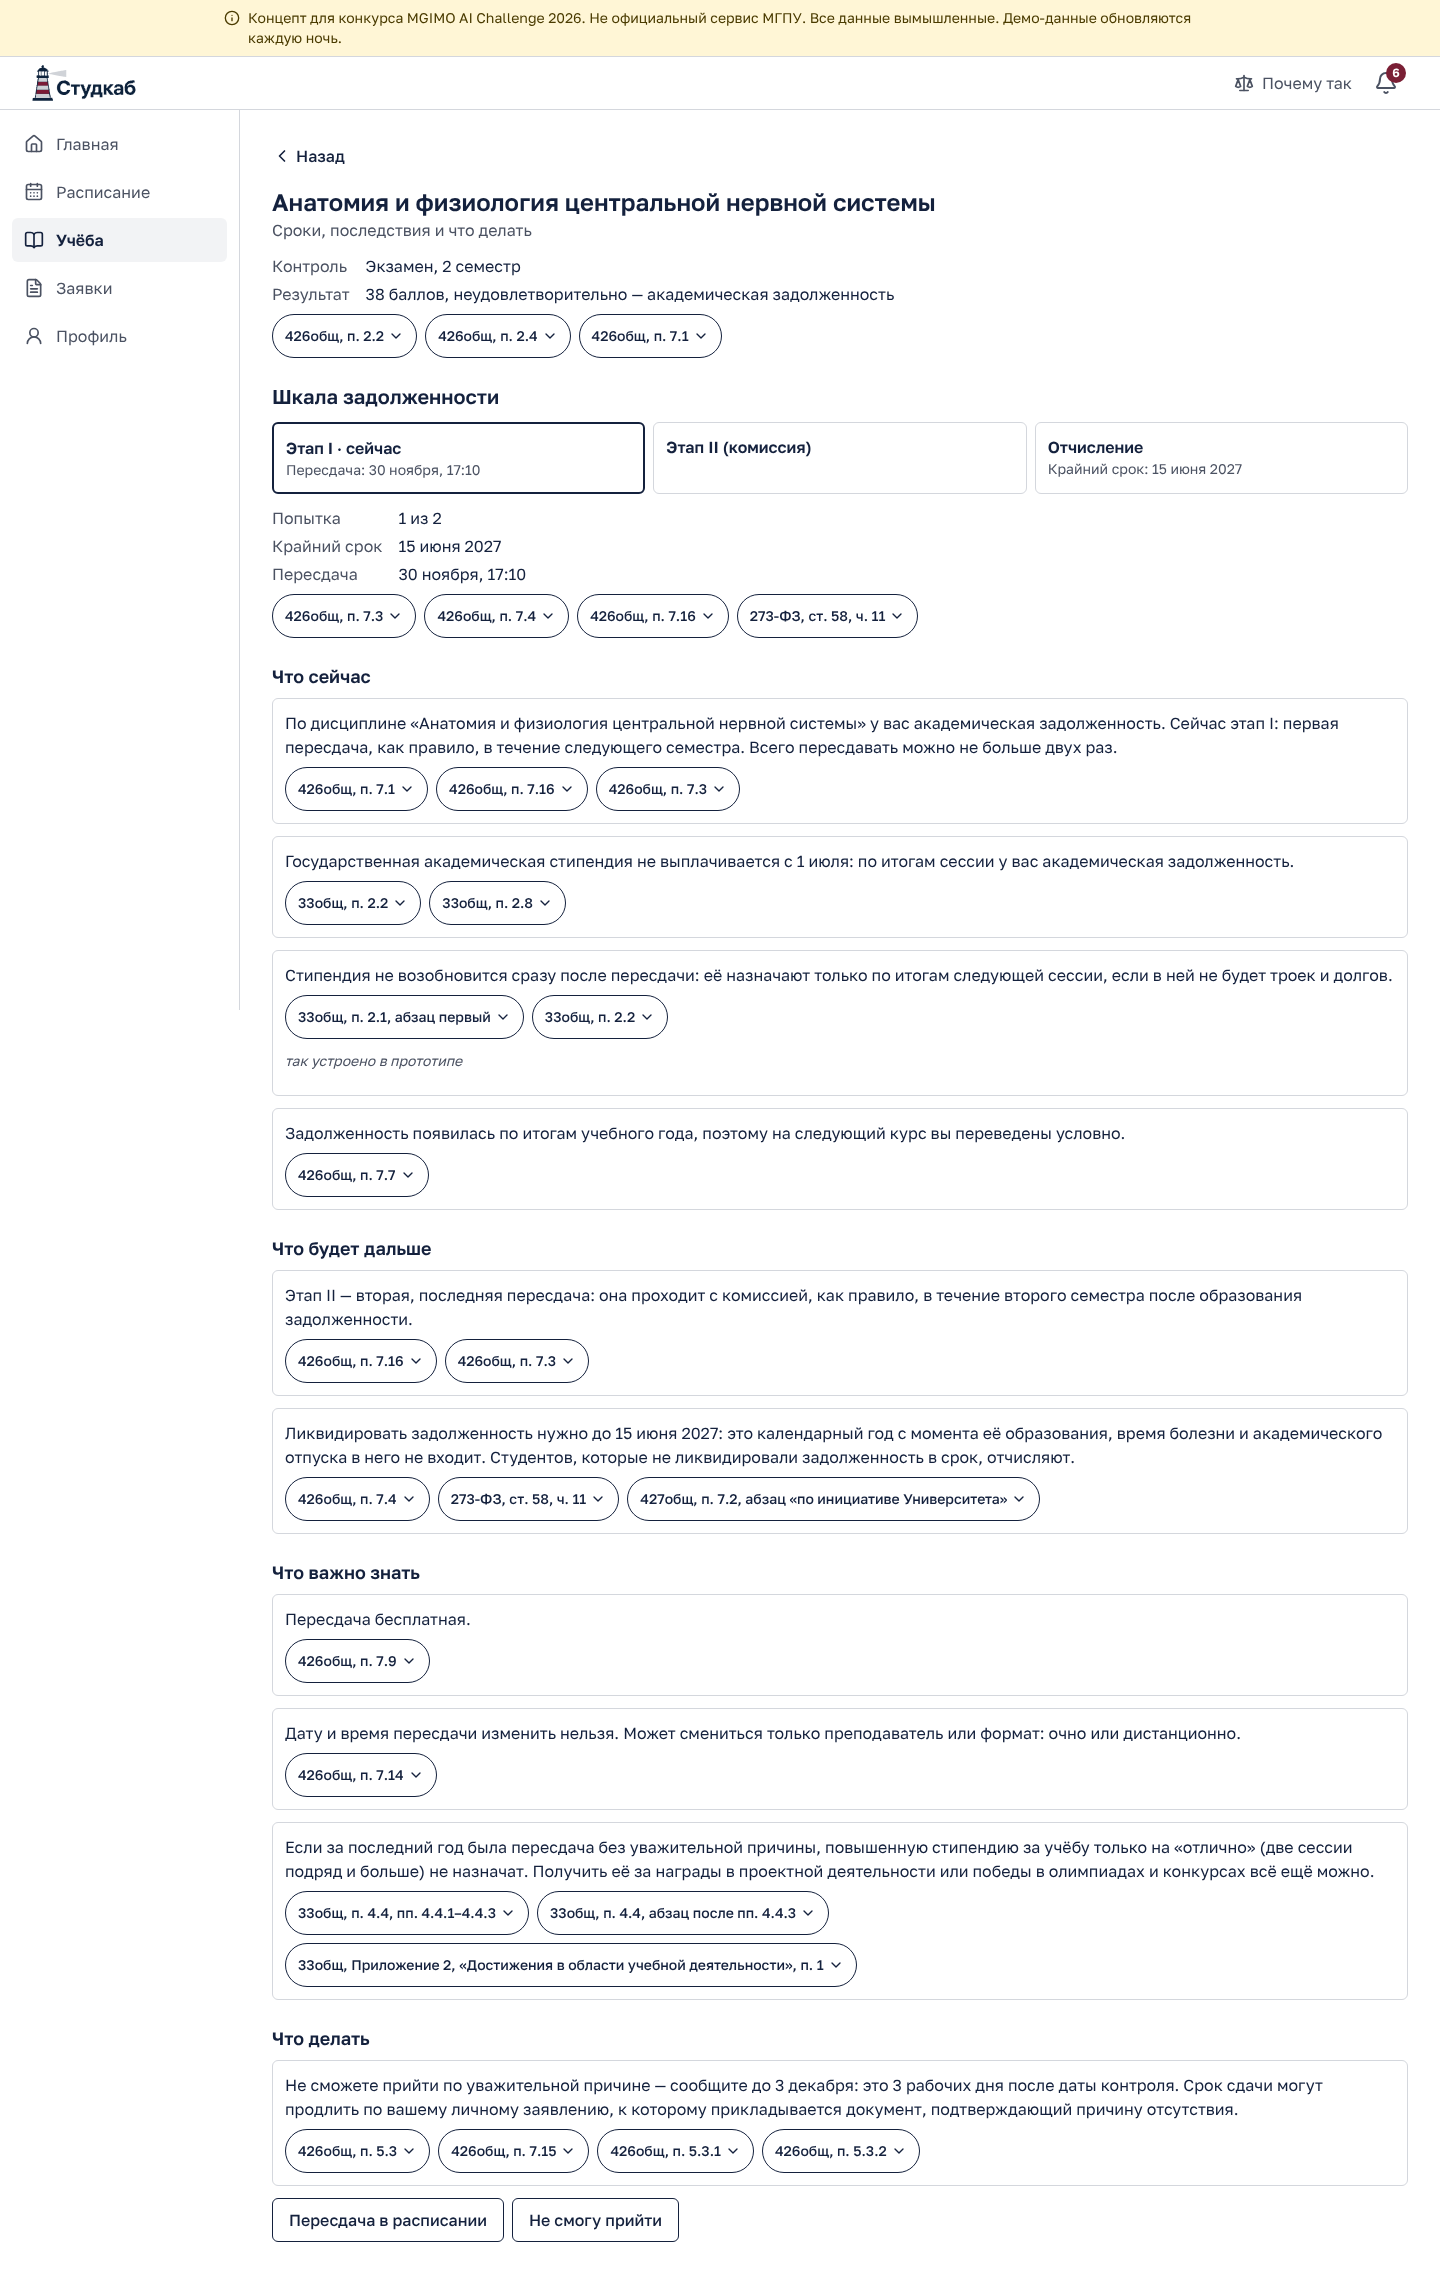 Концепт для конкурса MGIMO AI Challenge 2026. Не официальный сервис МГПУ. Все данные вымышленные. Демо-данные обновляются
каждую ночь.
Студкаб
Почему так
6
Главная
Расписание
Учёба
Заявки
Профиль
Назад
Анатомия и физиология центральной нервной системы
Сроки, последствия и что делать
Контроль Экзамен, 2 семестр
Результат 38 баллов, неудовлетворительно — академическая задолженность
426общ, п. 2.2 426общ, п. 2.4 426общ, п. 7.1
Шкала задолженности
Этап I · сейчас
Пересдача: 30 ноября, 17:10
Этап II (комиссия)
Отчисление
Крайний срок: 15 июня 2027
Попытка 1 из 2
Крайний срок 15 июня 2027
Пересдача 30 ноября, 17:10
426общ, п. 7.3 426общ, п. 7.4 426общ, п. 7.16 273-ФЗ, ст. 58, ч. 11
Что сейчас
По дисциплине «Анатомия и физиология центральной нервной системы» у вас академическая задолженность. Сейчас этап I: первая
пересдача, как правило, в течение следующего семестра. Всего пересдавать можно не больше двух раз.
426общ, п. 7.1 426общ, п. 7.16 426общ, п. 7.3
Государственная академическая стипендия не выплачивается с 1 июля: по итогам сессии у вас академическая задолженность.
33общ, п. 2.2 33общ, п. 2.8
Стипендия не возобновится сразу после пересдачи: её назначают только по итогам следующей сессии, если в ней не будет троек и долгов.
33общ, п. 2.1, абзац первый 33общ, п. 2.2
так устроено в прототипе
Задолженность появилась по итогам учебного года, поэтому на следующий курс вы переведены условно.
426общ, п. 7.7
Что будет дальше
Этап II — вторая, последняя пересдача: она проходит с комиссией, как правило, в течение второго семестра после образования
задолженности.
426общ, п. 7.16 426общ, п. 7.3
Ликвидировать задолженность нужно до 15 июня 2027: это календарный год с момента её образования, время болезни и академического
отпуска в него не входит. Студентов, которые не ликвидировали задолженность в срок, отчисляют.
426общ, п. 7.4 273-ФЗ, ст. 58, ч. 11 427общ, п. 7.2, абзац «по инициативе Университета»
Что важно знать
Пересдача бесплатная.
426общ, п. 7.9
Дату и время пересдачи изменить нельзя. Может смениться только преподаватель или формат: очно или дистанционно.
426общ, п. 7.14
Если за последний год была пересдача без уважительной причины, повышенную стипендию за учёбу только на «отлично» (две сессии
подряд и больше) не назначат. Получить её за награды в проектной деятельности или победы в олимпиадах и конкурсах всё ещё можно.
33общ, п. 4.4, пп. 4.4.1–4.4.3 33общ, п. 4.4, абзац после пп. 4.4.3
33общ, Приложение 2, «Достижения в области учебной деятельности», п. 1
Что делать
Не сможете прийти по уважительной причине — сообщите до 3 декабря: это 3 рабочих дня после даты контроля. Срок сдачи могут
продлить по вашему личному заявлению, к которому прикладывается документ, подтверждающий причину отсутствия.
426общ, п. 5.3 426общ, п. 7.15 426общ, п. 5.3.1 426общ, п. 5.3.2
Пересдача в расписании Не смогу прийти